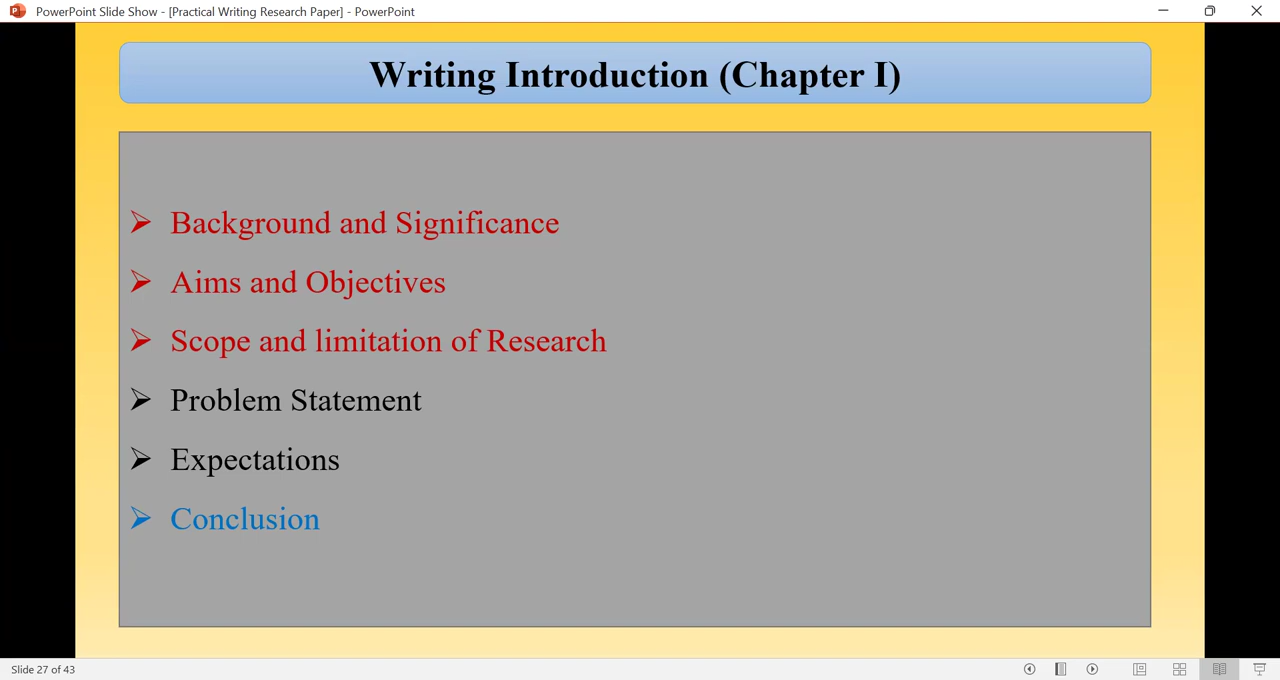 PowerPoint Slide Show - [Practical Writing Research Paper] - PowerPoint
Writing Introduction (Chapter I)
➢ Background and Significance
➢ Aims and Objectives
➢ Scope and limitation of Research
➢ Problem Statement
➢ Expectations
➢ Conclusion
Slide 27 of 43